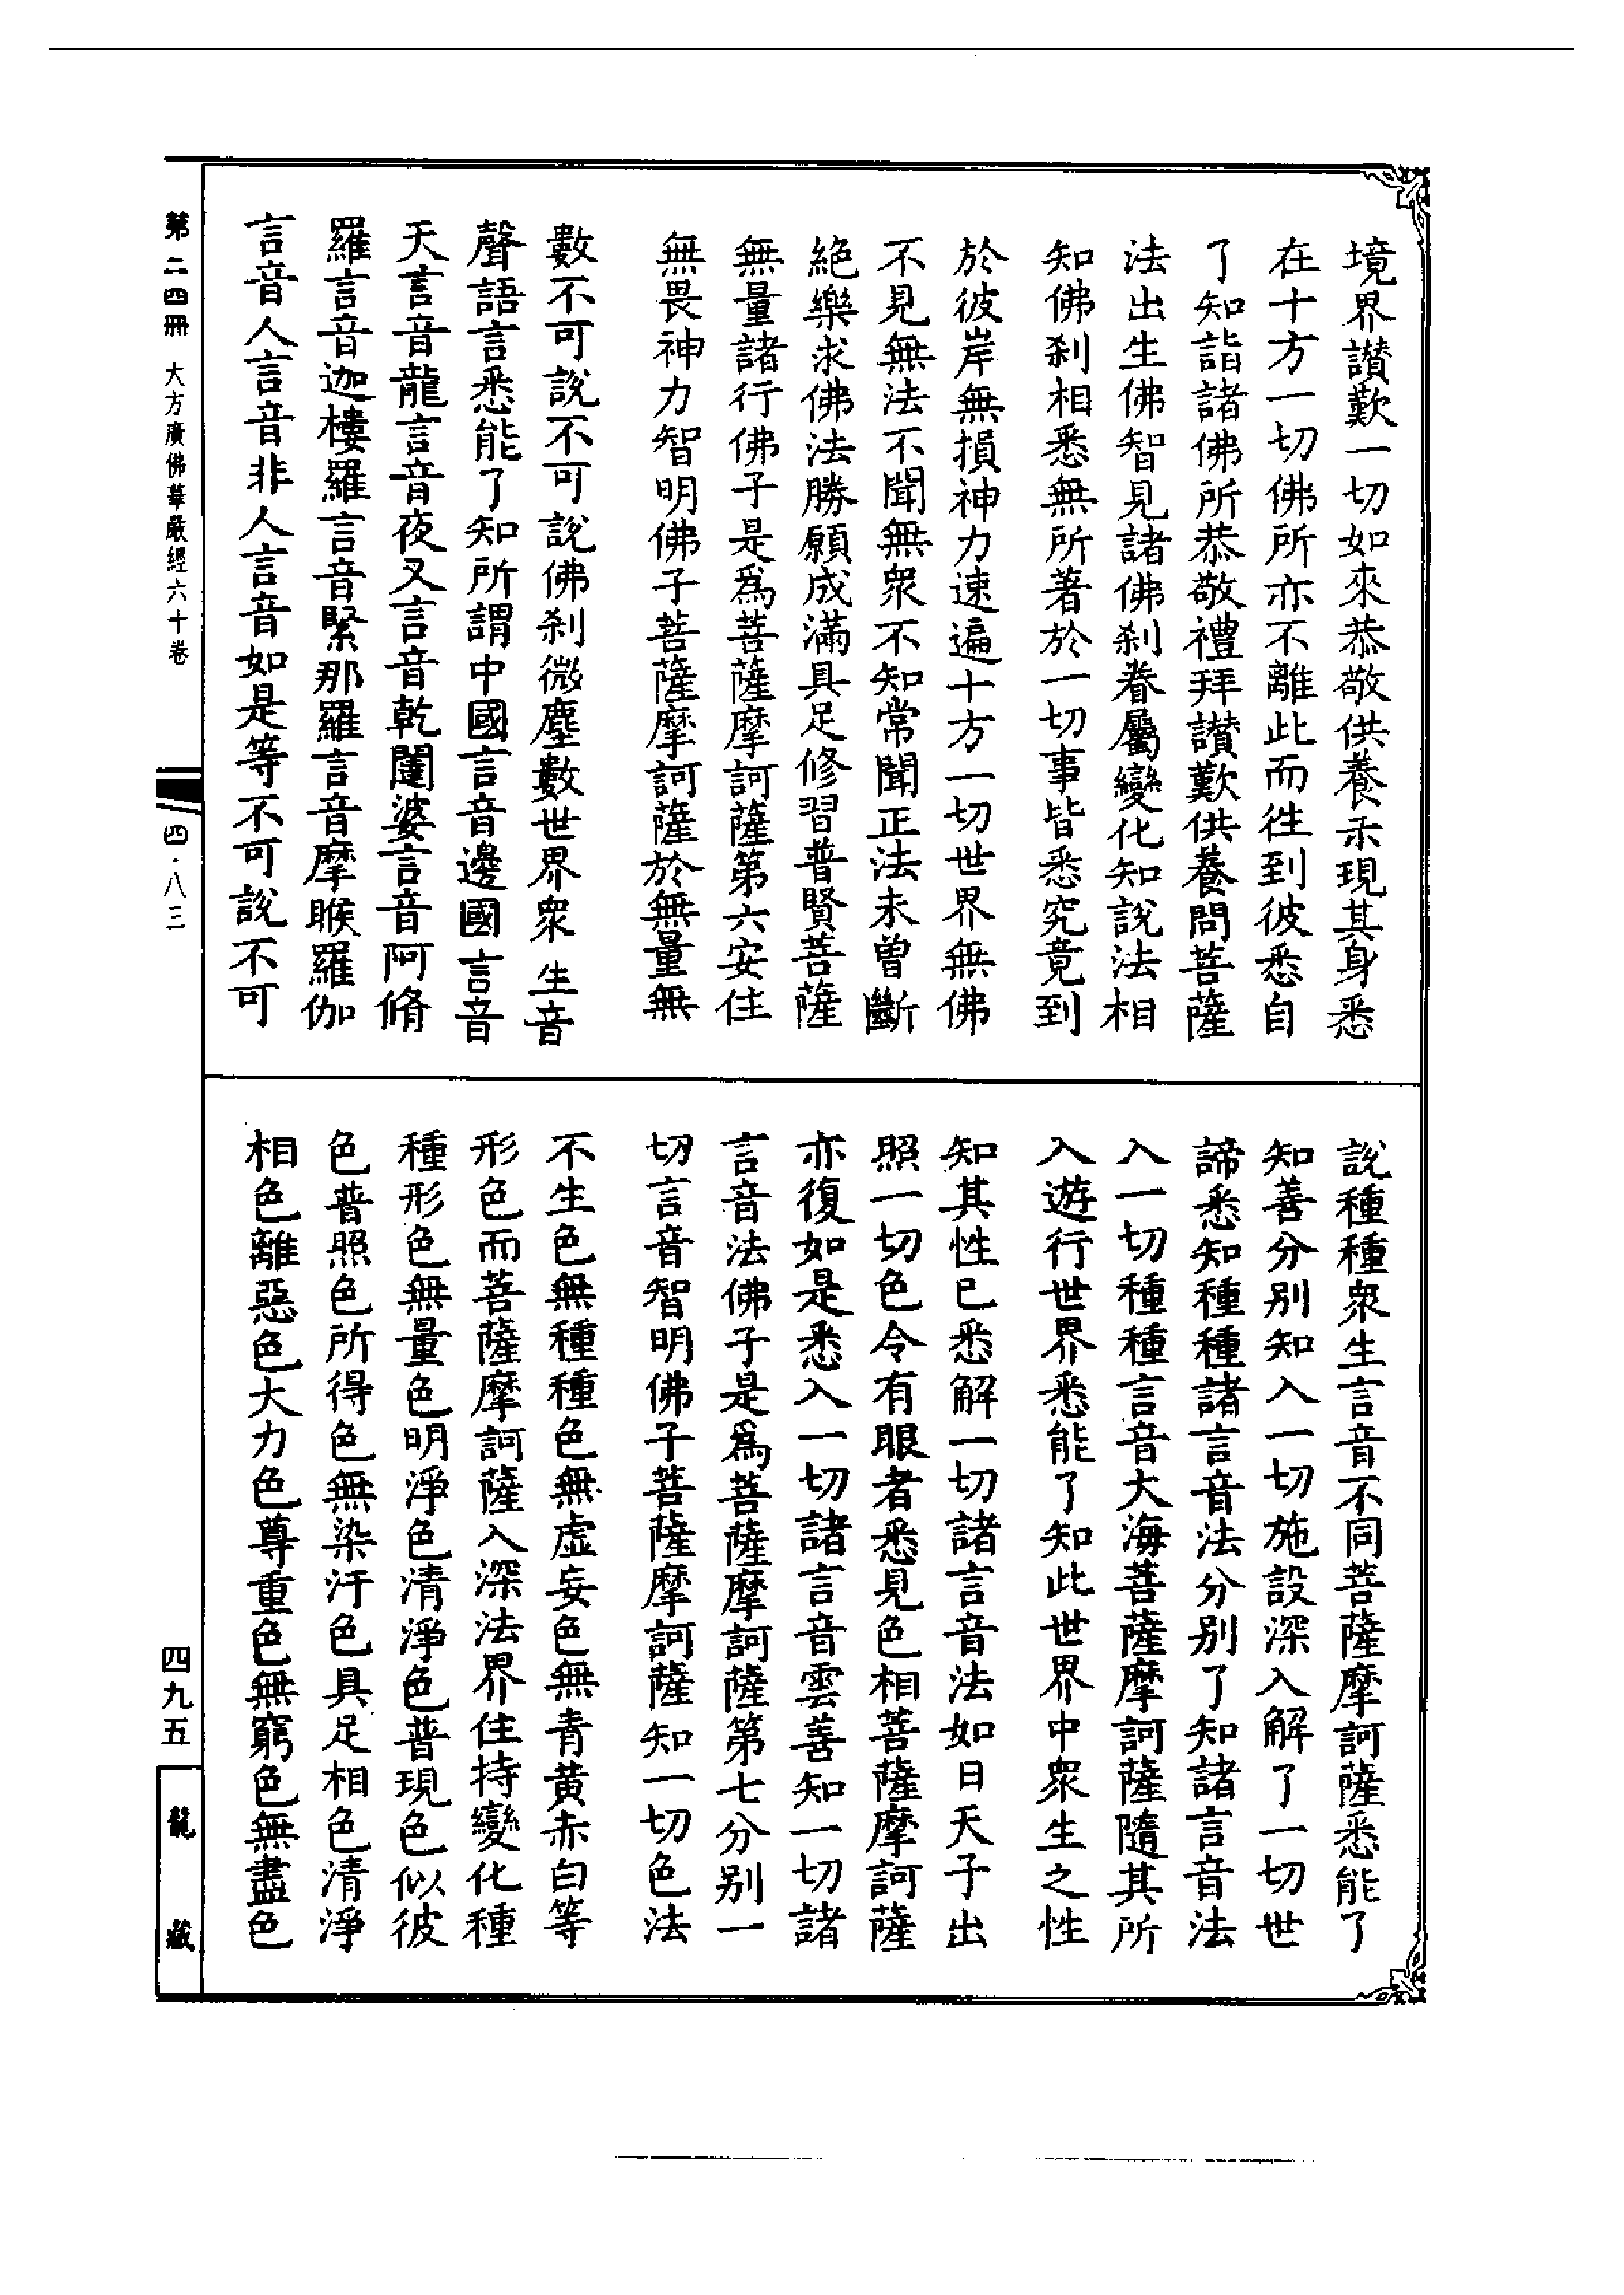 境界讃歎一切如來恭敬供養示現其身悉
在十方一切佛所亦不離此而徃到彼悉自
了知詣諸佛所恭敬禮拜讃歎供養問菩薩
法出生佛智見諸佛刹眷屬變化知說法相
知佛刹相悉無所著於一切事皆悉究竟到
於彼岸無損神力速遍十方一切世界無佛
不見無法不聞無衆不知常聞正法未曾斷
絶樂求佛法勝願成滿具足修習普賢菩薩
無量諸行佛子是爲菩薩摩訶薩第六安住
無畏神力智明佛子菩薩摩訶薩於無量無
數不可說不可說佛刹微塵數世界衆生音
聲語言悉能了知所謂中國言音邊國言音
天言音龍言音夜叉言音乾闥婆言音阿脩
羅言音迦樓羅言音緊那羅言音摩睺羅伽
言音人言音非人言音如是等不可說不可
說種種衆生言音不同菩薩摩訶薩悉能了
知善分别知入一切施設深入解了一切世
諦悉知種種諸言音法分别了知諸言音法
入一切種種言音大海菩薩摩訶薩隨其所
入遊行世界悉能了知此世界中衆生之性
知其性已悉解一切諸言音法如日天子出
照一切色令有眼者悉見色相菩薩摩訶薩
亦復如是悉入一切諸言音雲善知一切諸
言音法佛子是爲菩薩摩訶薩第七分别一
切言音智明佛子菩薩摩訶薩知一切色法
不生色無種種色無虚妄色無青黄赤白等
形色而菩薩摩訶薩入深法界住持變化種
種形色無量色明淨色清淨色普現色似彼
色普照色所得色無染汙色具足相色清淨
相色離惡色大力色尊重色無窮色無盡色
第二四冊 大方廣佛華嚴經六十卷
四·八三
四九五
龍藏